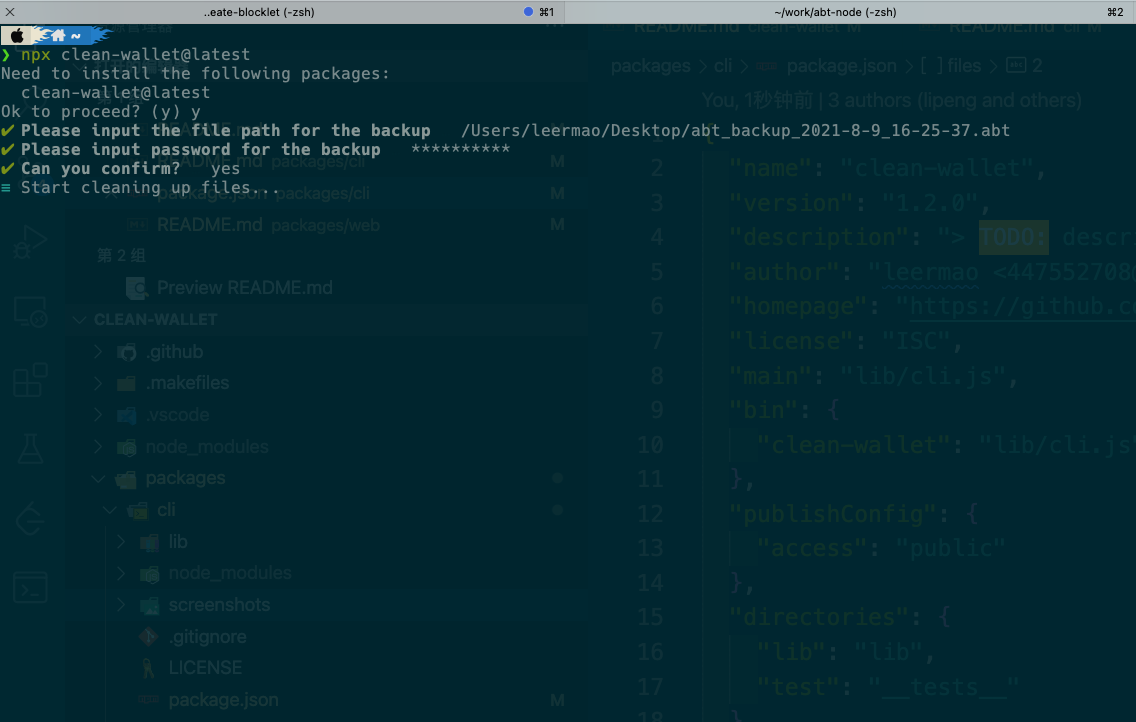 ..eate-blocklet (-zsh)
⌘1
~/work/abt-node (-zsh)
⌘2
~
❯ npx clean-wallet@latest
Need to install the following packages:
clean-wallet@latest
Ok to proceed? (y) y
✔ Please input the file path for the backup /Users/leermao/Desktop/abt_backup_2021-8-9_16-25-37.abt
✔ Please input password for the backup **********
✔ Can you confirm? yes
≡ Start cleaning up files...
packages/cli M
package.json packages/cli M
README.md packages/web M
第 2 组
Preview README.md
CLEAN-WALLET
.github
.makefiles
.vscode
node_modules
packages
cli
lib
node_modules
screenshots
.gitignore
LICENSE
package.json M
README.md packages/clean-wallet M
README.md cli M
packages > cli > package.json > [ ] files > 2
You, 1秒钟前 | 3 authors (lipeng and others)
1 {
2 "name": "clean-wallet",
3 "version": "1.2.0",
4 "description": "> TODO: descri
5 "author": "leermao <447552708@
6 "homepage": "https://github.co
7 "license": "ISC",
8 "main": "lib/cli.js",
9 "bin": {
10 "clean-wallet": "lib/cli.js"
11 },
12 "publishConfig": {
13 "access": "public"
14 },
15 "directories": {
16 "lib": "lib",
17 "test": "__tests__"
18 }